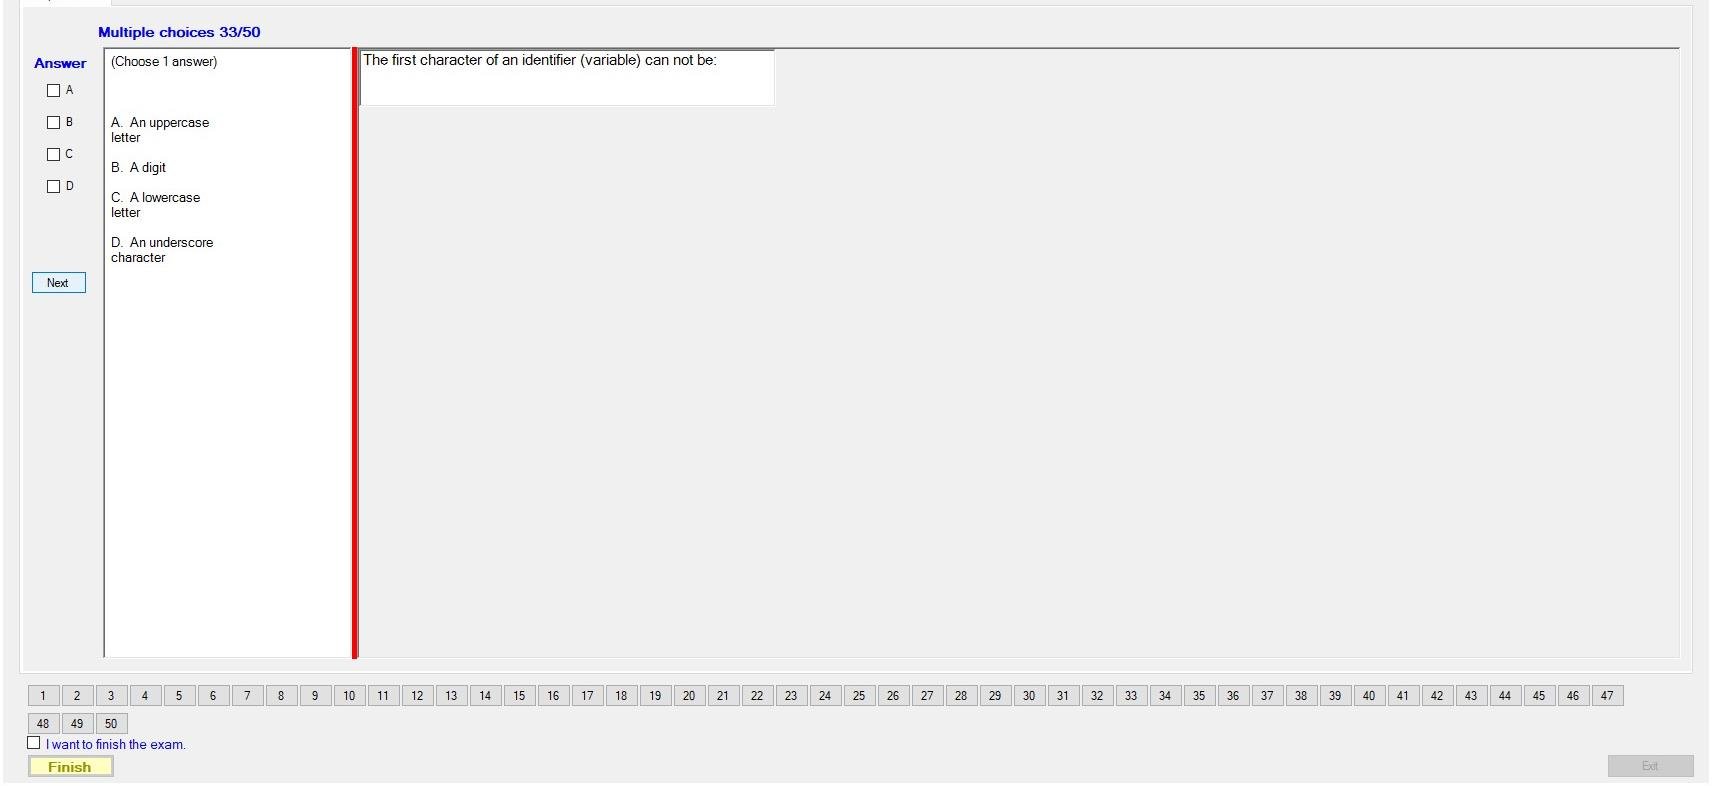 Multiple choices 33/50
Answer
(Choose 1 answer)
The first character of an identifier (variable) can not be:
A
B
C
D
A. An uppercase
letter
B. A digit
C. A lowercase
letter
D. An underscore
character
Next
1 2 3 4 5 6 7 8 9 10 11 12 13 14 15 16 17 18 19 20 21 22 23 24 25 26 27 28 29 30 31 32 33 34 35 36 37 38 39 40 41 42 43 44 45 46 47
48 49 50
I want to finish the exam.
Finish
Exit